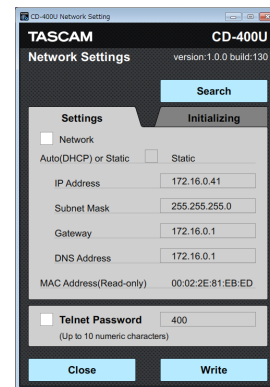 CD-400U Network Setting
TASCAM CD-400U
Network Settings version:1.0.0 build:130
Search
Settings Initializing
Network
Auto(DHCP) or Static Static
IP Address 172.16.0.41
Subnet Mask 255.255.255.0
Gateway 172.16.0.1
DNS Address 172.16.0.1
MAC Address(Read-only) 00:02:2E:81:EB:ED
Telnet Password 400
(Up to 10 numeric characters)
Close Write